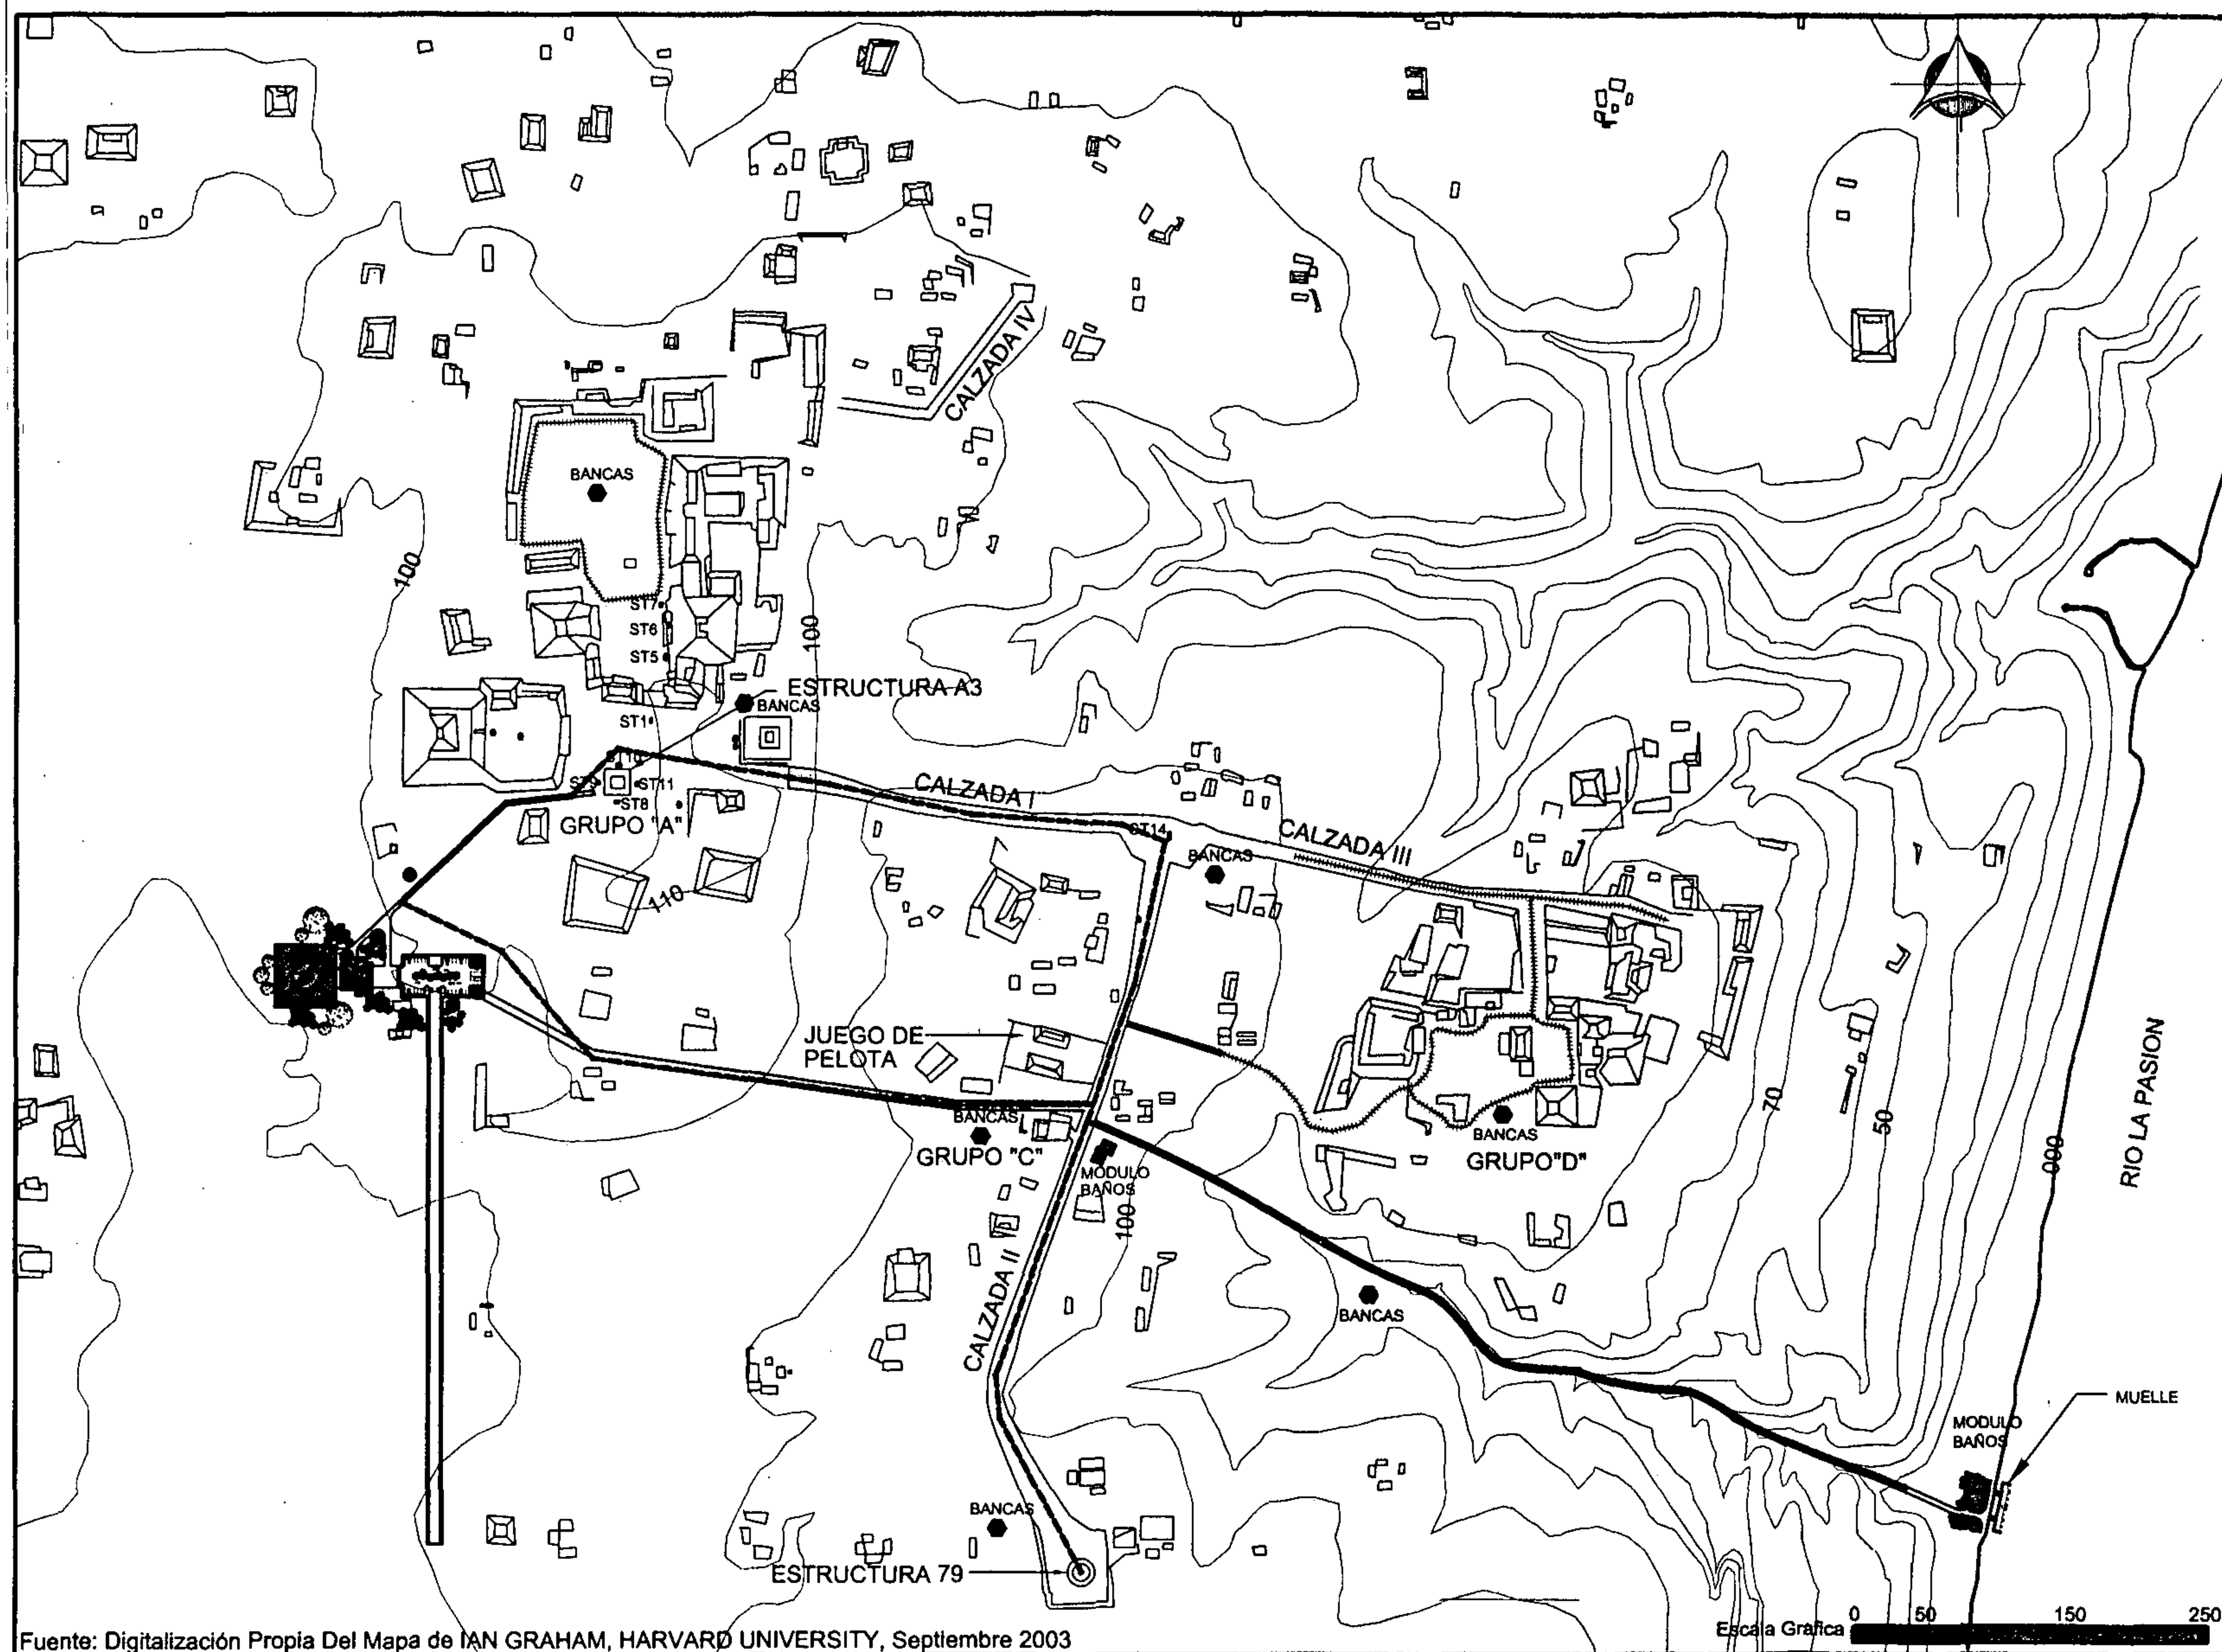 CALZADA IV
BANCAS
100
ST7
ST6
ST5
100
ESTRUCTURA A3
BANCAS
ST1
ST10
ST9
ST11
ST8
GRUPO "A"
CALZADA I
ST14
CALZADA III
BANCAS
110
JUEGO DE
PELOTA
BANCAS
GRUPO "C"
MODULO
BAÑOS
100
BANCAS
GRUPO"D"
70
50
000
RIO LA PASION
CALZADA II
BANCAS
MUELLE
MODULO
BAÑOS
BANCAS
ESTRUCTURA 79
Escala Grafica
0 50 150 250
Fuente: Digitalización Propia Del Mapa de IAN GRAHAM, HARVARD UNIVERSITY, Septiembre 2003